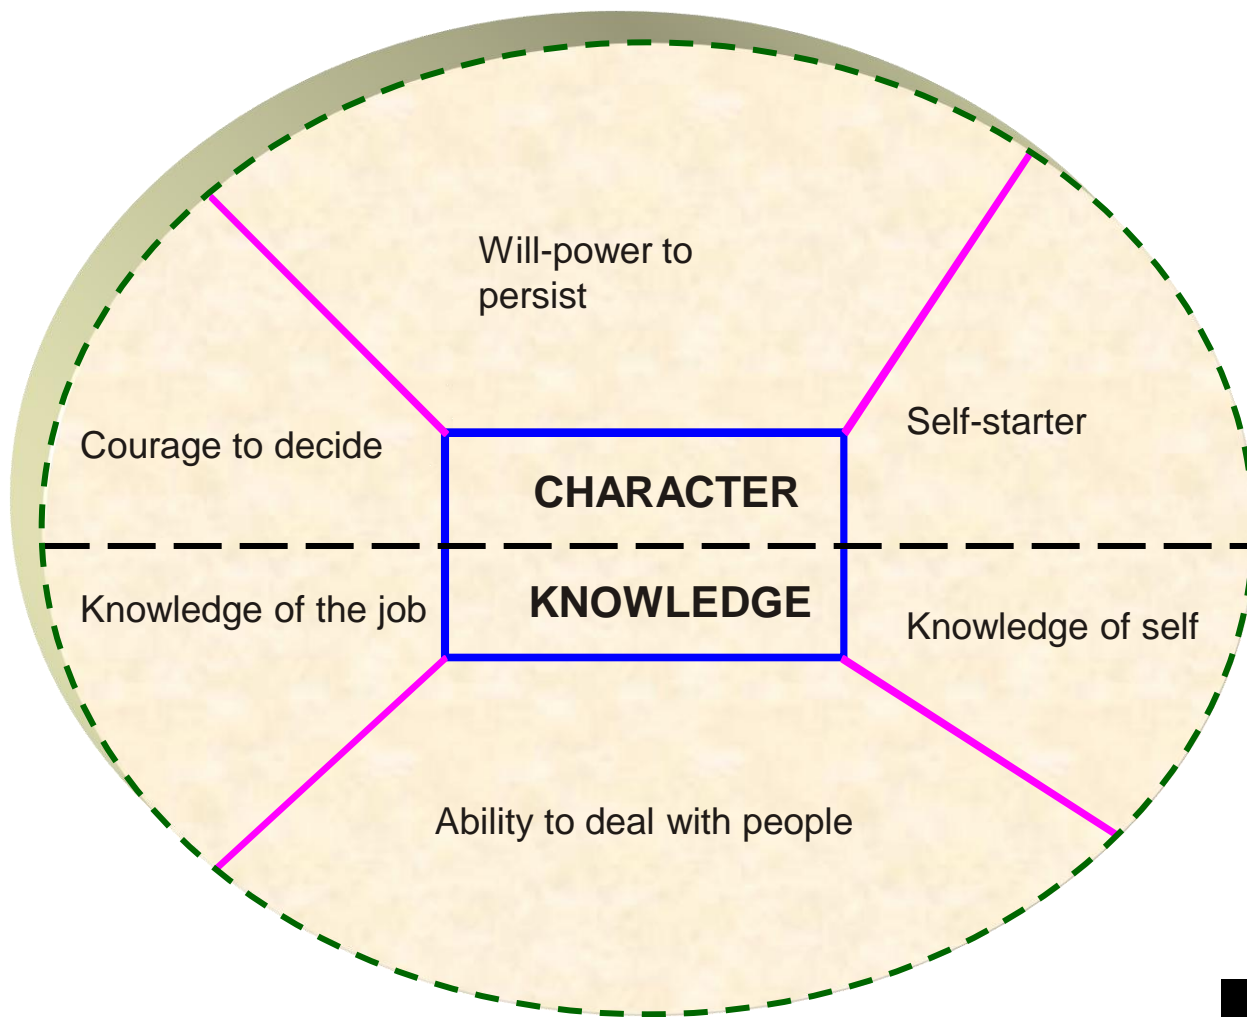 Will-power to
persist
Self-starter
Courage to decide
CHARACTER
KNOWLEDGE
Knowledge of the job
Knowledge of self
Ability to deal with people